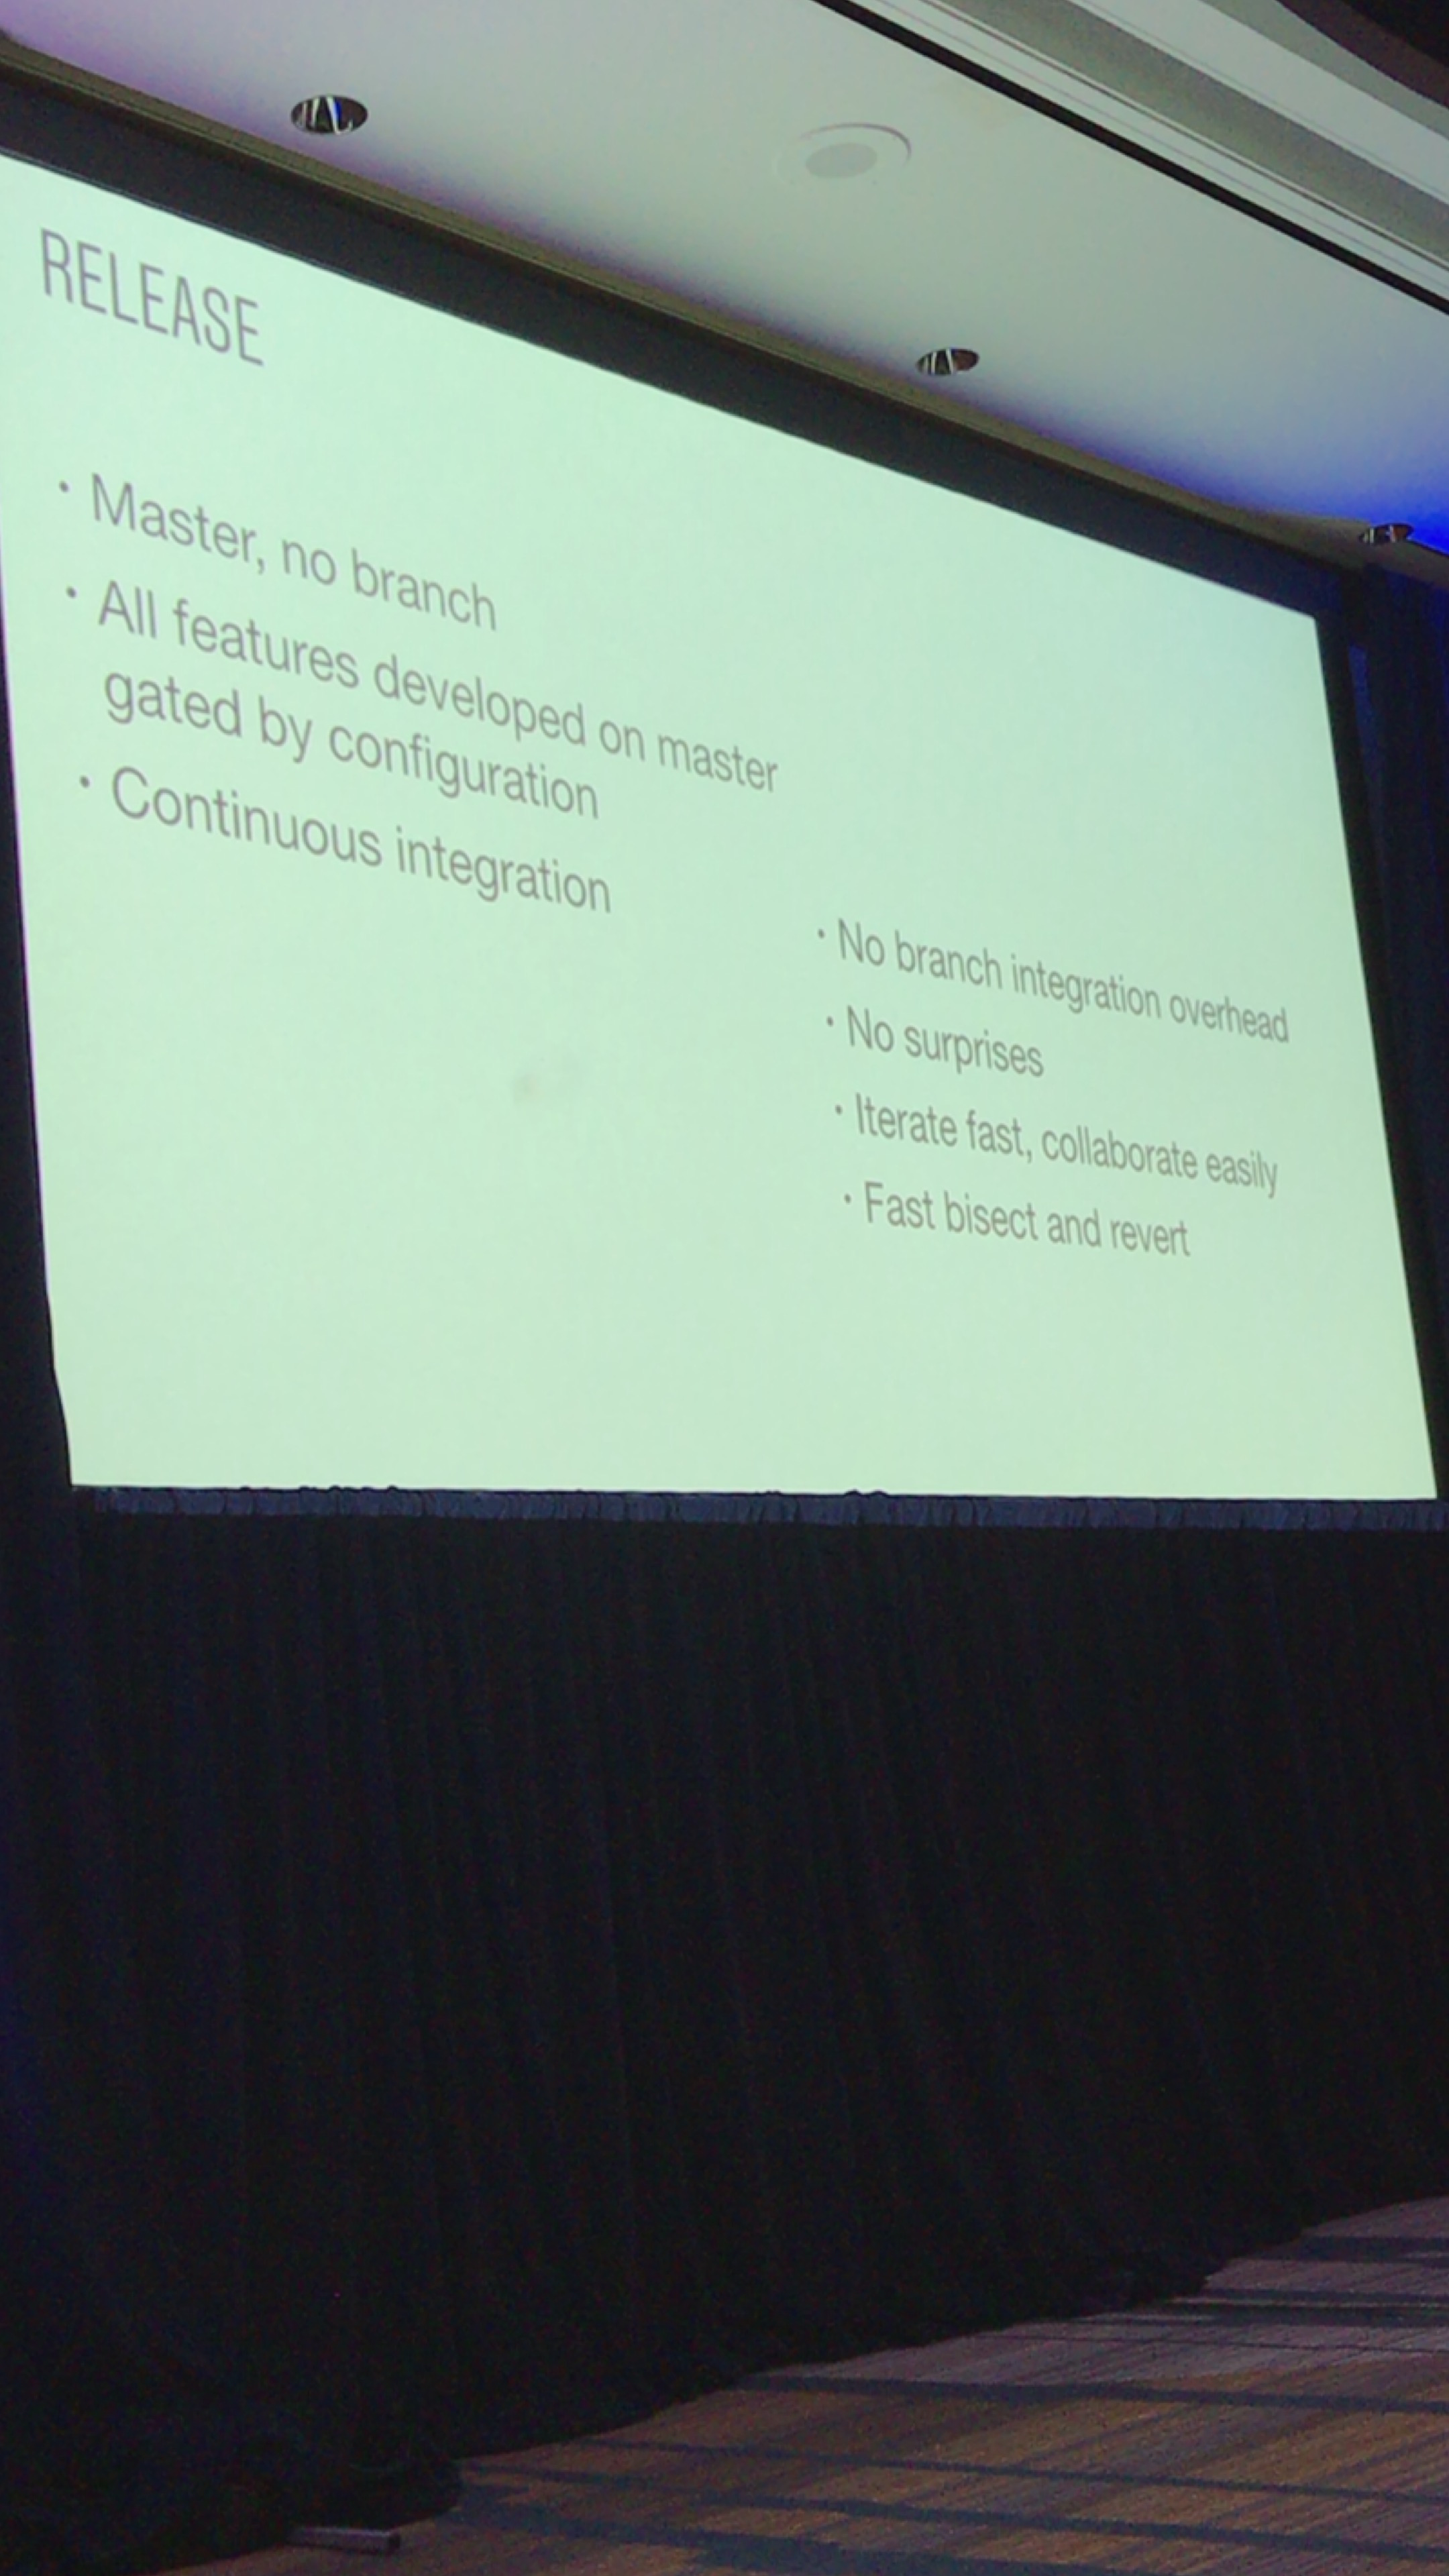 RELEASE
• Master, no branch
• All features developed on master
gated by configuration
• Continuous integration
• No branch integration overhead
• No surprises
• Iterate fast, collaborate easily
• Fast bisect and revert